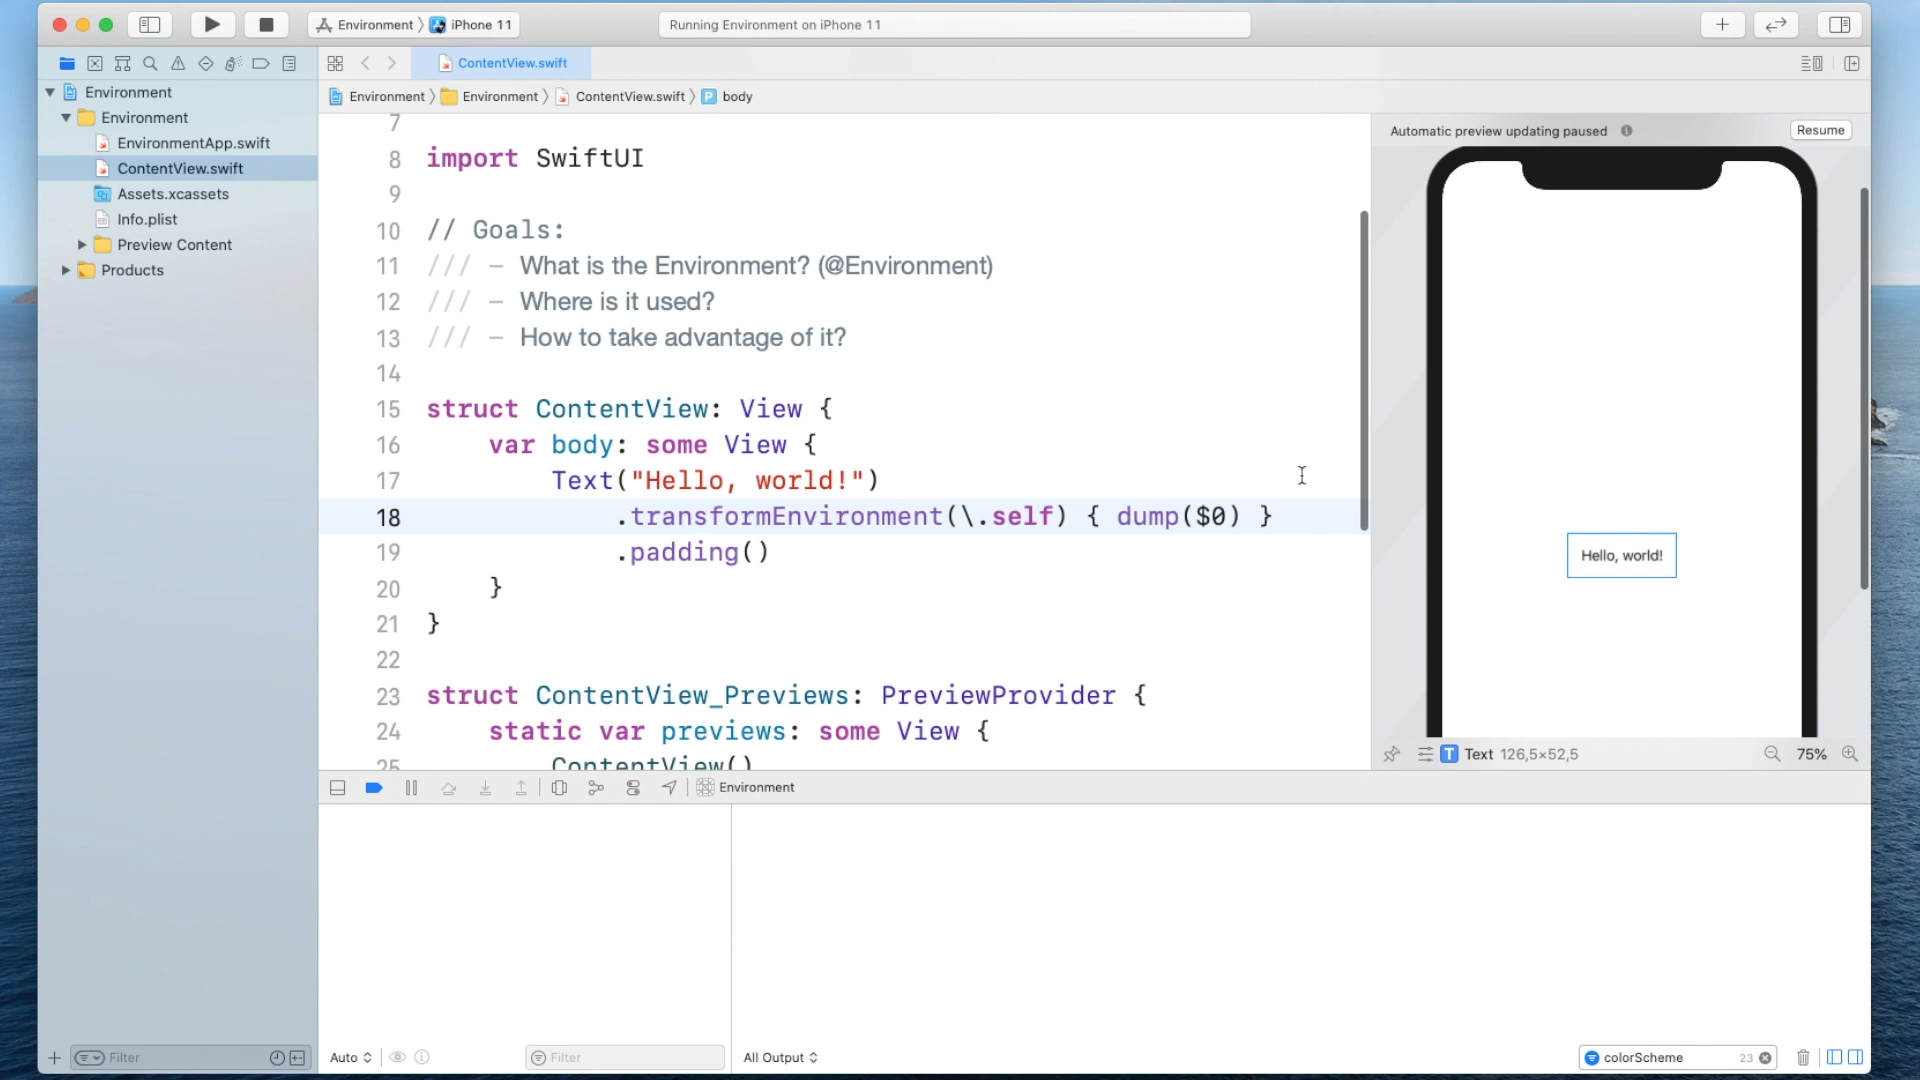 Environment 〉 iPhone 11
Running Environment on iPhone 11
ContentView.swift
Environment 〉 Environment 〉 ContentView.swift 〉 P body
Environment
Environment
EnvironmentApp.swift
ContentView.swift
Assets.xcassets
Info.plist
Preview Content
Products
7
8 import SwiftUI
9
10 // Goals:
11 /// – What is the Environment? (@Environment)
12 /// – Where is it used?
13 /// – How to take advantage of it?
14
15 struct ContentView: View {
16 var body: some View {
17 Text("Hello, world!")
18 .transformEnvironment(\.self) { dump($0) }
19 .padding()
20 }
21 }
22
23 struct ContentView_Previews: PreviewProvider {
24 static var previews: some View {
25 ContentView()
Automatic preview updating paused
Resume
Hello, world!
T Text 126,5×52,5
75%
Environment
Filter
Auto
Filter
All Output
colorScheme 23